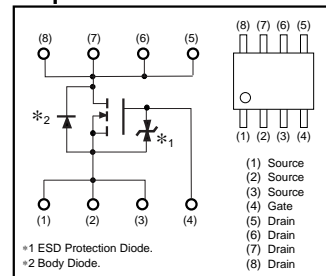 (8) (7) (6) (5)
(8) (7) (6) (5)
*2
*1
(1) (2) (3) (4)
(1) (2) (3) (4)
(1) Source
(2) Source
(3) Source
(4) Gate
(5) Drain
(6) Drain
(7) Drain
(8) Drain
*1 ESD Protection Diode.
*2 Body Diode.